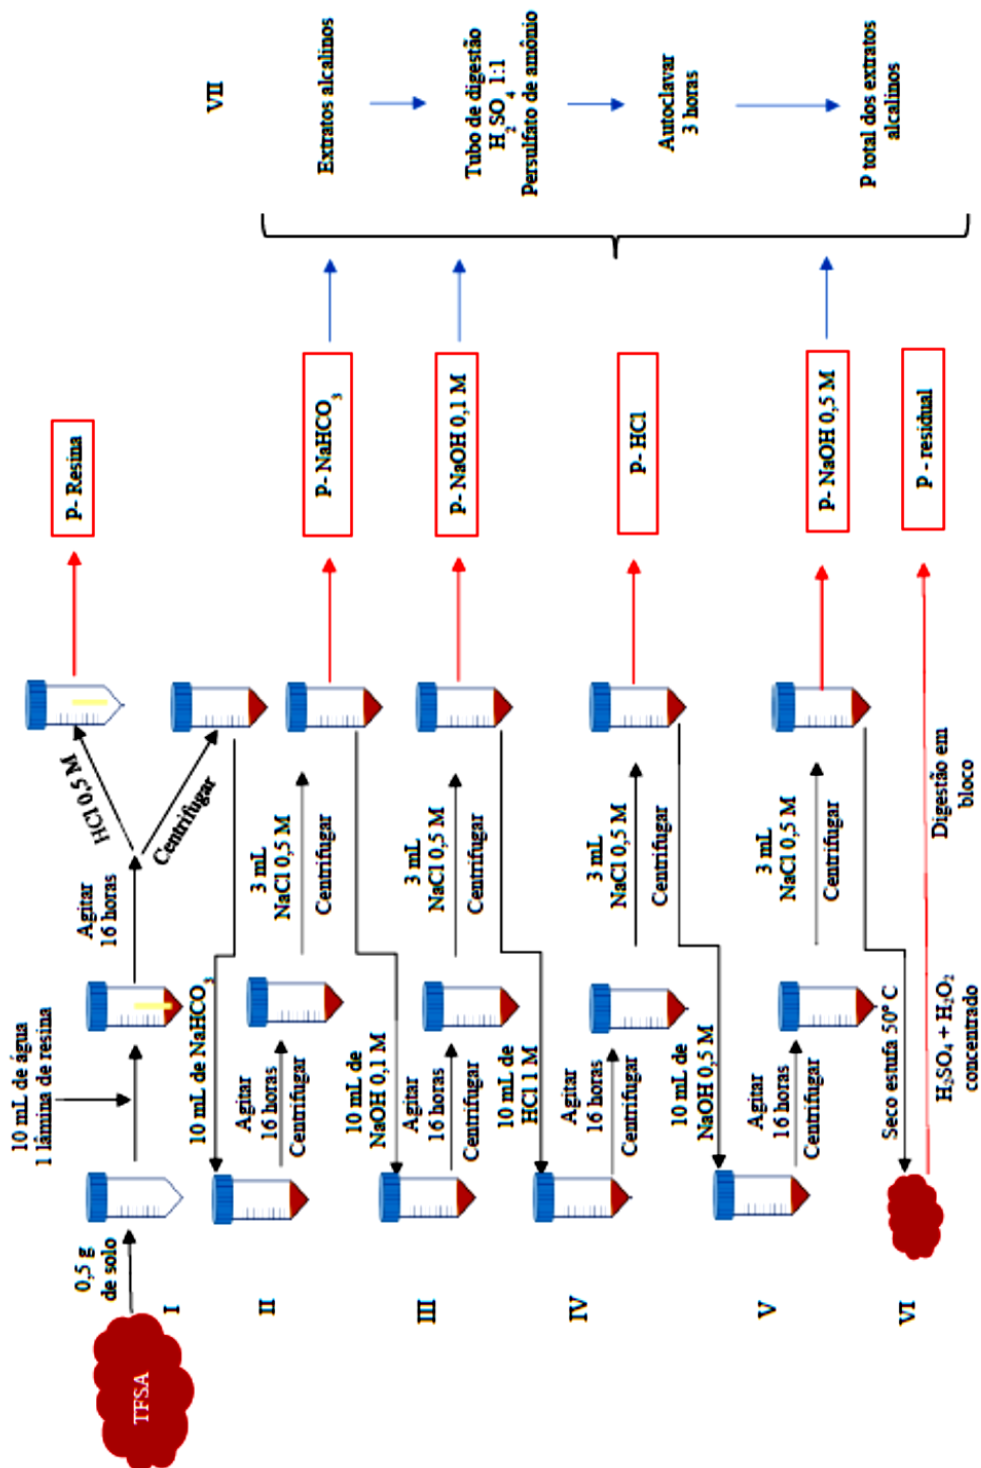 TFSA
0,5 g
de solo
10 mL de água
1 lâmina de resina
Agitar
16 horas
HCl 0,5 M
Centrifugar
P- Resina
I
10 mL de NaHCO3
II
Agitar
16 horas
Centrifugar
3 mL
NaCl 0,5 M
Centrifugar
P- NaHCO3
10 mL de
NaOH 0,1 M
III
Agitar
16 horas
Centrifugar
3 mL
NaCl 0,5 M
Centrifugar
P- NaOH 0,1 M
10 mL de
HCl 1 M
IV
Agitar
16 horas
Centrifugar
3 mL
NaCl 0,5 M
Centrifugar
P- HCl
10 mL de
NaOH 0,5 M
V
Agitar
16 horas
Centrifugar
3 mL
NaCl 0,5 M
Centrifugar
P- NaOH 0,5 M
Seco estufa 50º C
VI
H2SO4 + H2O2
concentrado
Digestão em
bloco
P - residual
VII
Extratos alcalinos
Tubo de digestão
H2SO4 1:1
Persulfato de amônio
Autoclavar
3 horas
P total dos extratos
alcalinos